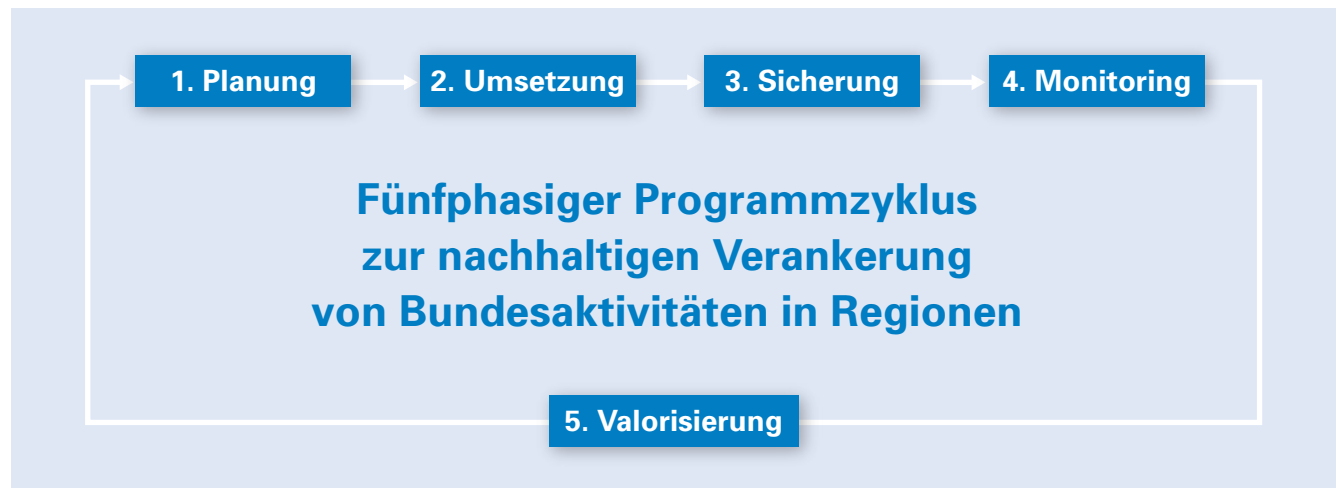 1. Planung
2. Umsetzung
3. Sicherung
4. Monitoring
Fünfphasiger Programmzyklus
zur nachhaltigen Verankerung
von Bundesaktivitäten in Regionen
5. Valorisierung